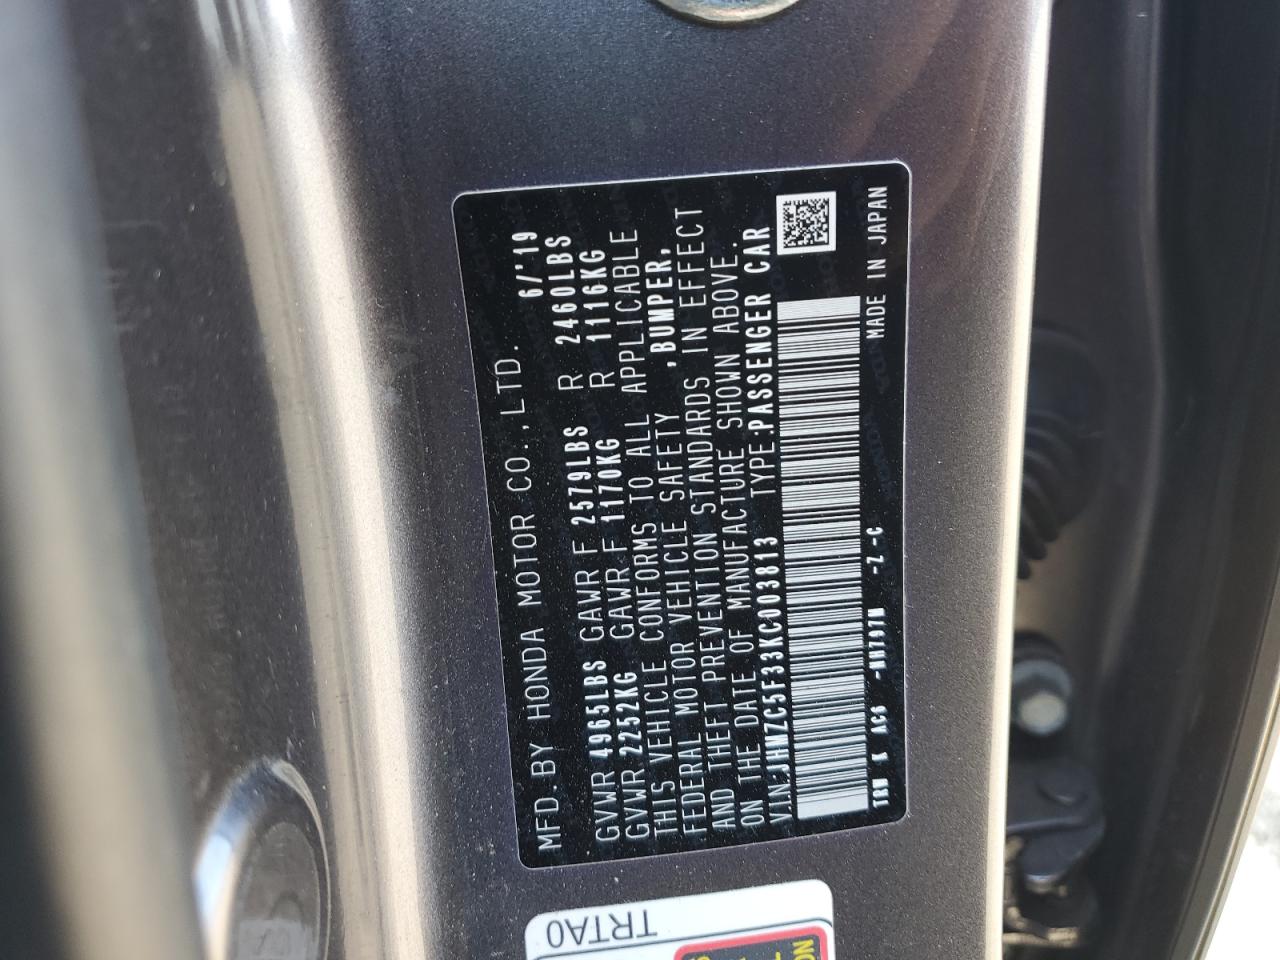 MFD. BY HONDA MOTOR CO.,LTD. 6/'19
GVWR 4965LBS GAWR F 2579LBS R 2460LBS
GVWR 2252KG GAWR F 1170KG R 1116KG
THIS VEHICLE CONFORMS TO ALL APPLICABLE
FEDERAL MOTOR VEHICLE SAFETY ,BUMPER,
AND THEFT PREVENTION STANDARDS IN EFFECT
ON THE DATE OF MANUFACTURE SHOWN ABOVE.
V.I.N:JHMZC5F33KC003813 TYPE:PASSENGER CAR
MADE IN JAPAN
-NH797M -Z -C
TRTA0